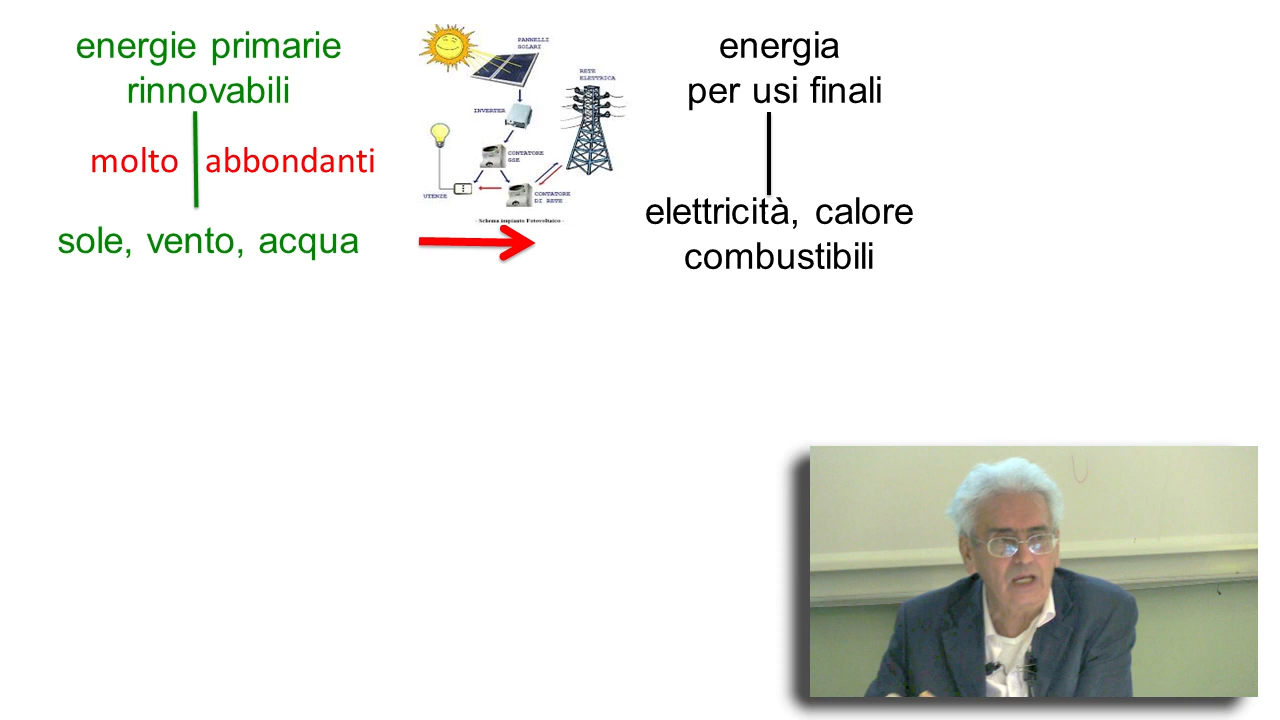 energie primarie
rinnovabili
molto abbondanti
sole, vento, acqua
PANNELLI
SOLARI
RETE
ELETTRICA
INVERTER
CONTATORE
GSE
UTENZE
CONTATORE
DI RETE
- Schema impianto Fotovoltaico -
energia
per usi finali
elettricità, calore
combustibili